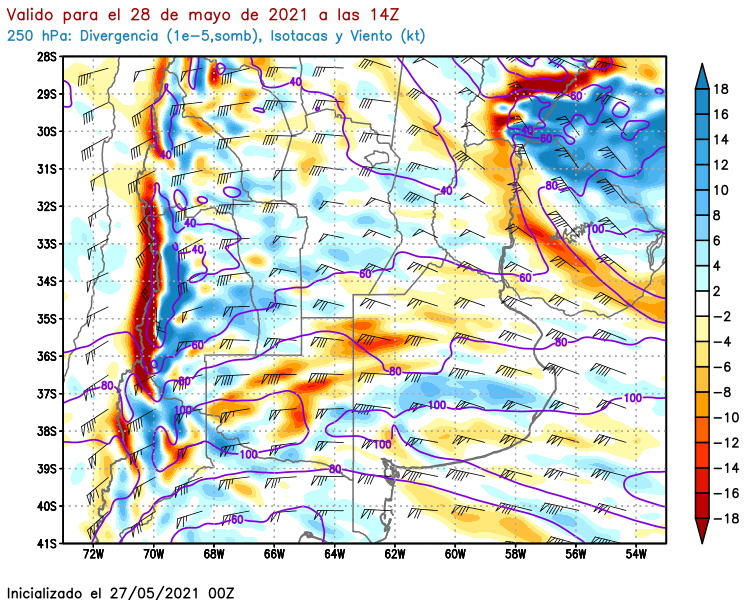 Valido para el 28 de mayo de 2021 a las 14Z
250 hPa: Divergencia (1e-5,somb), Isotacas y Viento (kt)
28S
29S
30S
31S
32S
33S
34S
35S
36S
37S
38S
39S
40S
41S
72W 70W 68W 66W 64W 62W 60W 58W 56W 54W
40
60
40
60
40
40
80
40
100
40
60
60
60
80
80
80
80
100
100
100
100
100
80
60
18
16
14
12
10
8
6
4
2
-2
-4
-6
-8
-10
-12
-14
-16
-18
Inicializado el 27/05/2021 00Z